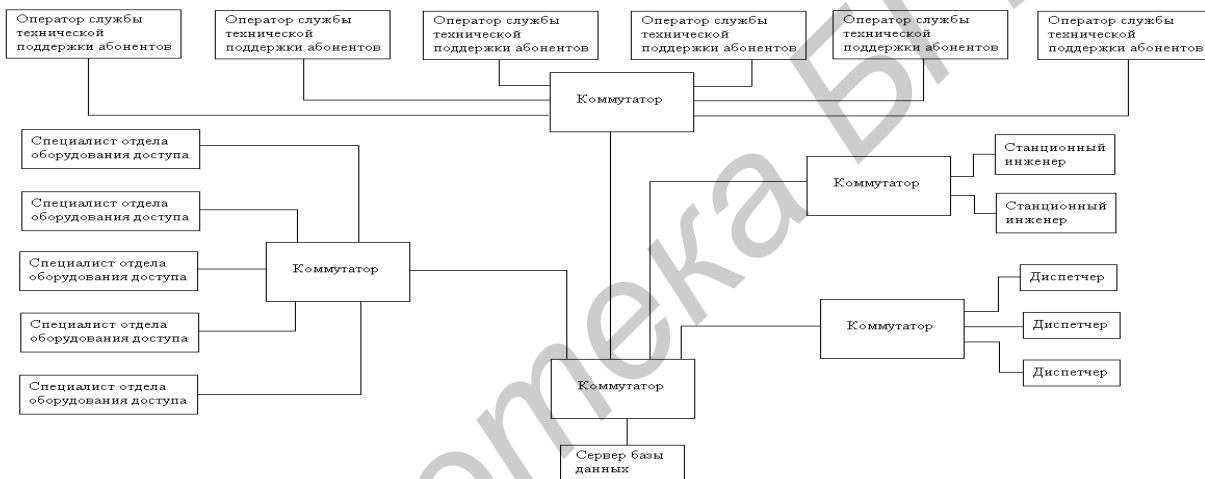 Оператор службы
технической
поддержки абонентов
Оператор службы
технической
поддержки абонентов
Оператор службы
технической
поддержки абонентов
Оператор службы
технической
поддержки абонентов
Оператор службы
технической
поддержки абонентов
Оператор службы
технической
поддержки абонентов
Коммутатор
Специалист отдела
оборудования доступа
Специалист отдела
оборудования доступа
Специалист отдела
оборудования доступа
Специалист отдела
оборудования доступа
Специалист отдела
оборудования доступа
Коммутатор
Коммутатор
Станционный
инженер
Станционный
инженер
Коммутатор
Диспетчер
Диспетчер
Диспетчер
Коммутатор
Сервер базы
данных